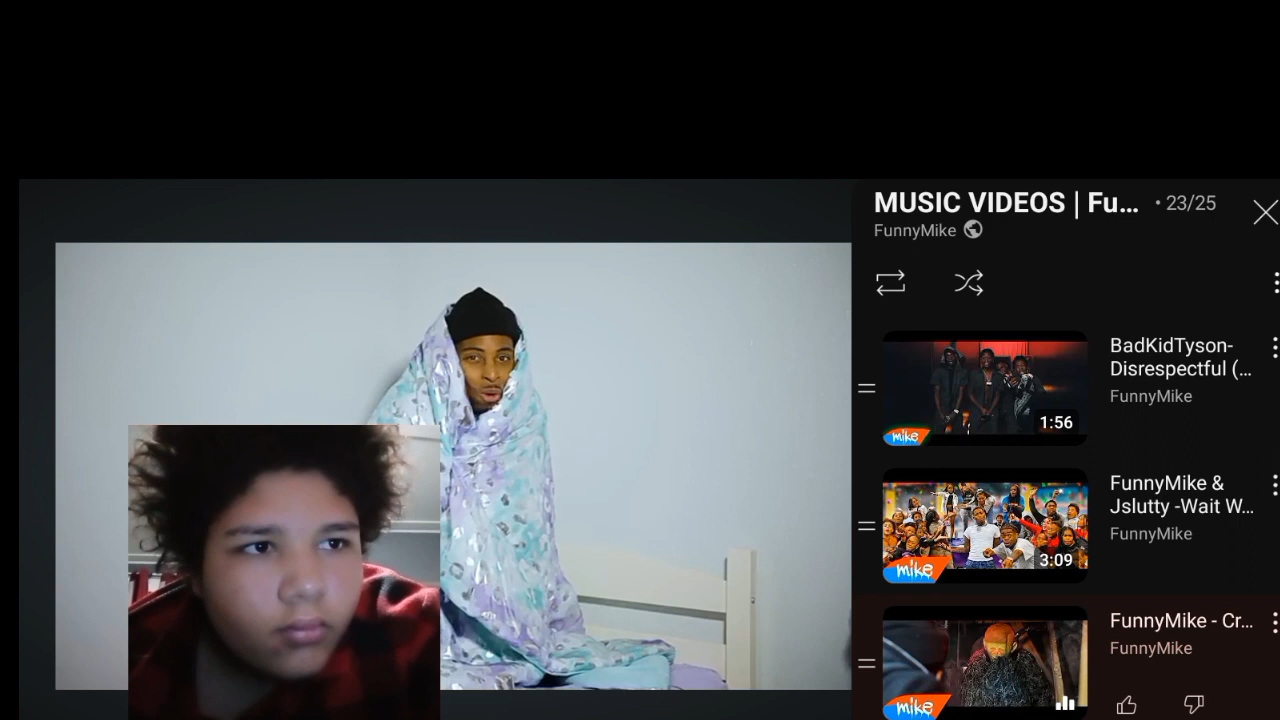 MUSIC VIDEOS | Fu... • 23/25
FunnyMike
BadKidTyson-
Disrespectful (...
FunnyMike
1:56
mike
FunnyMike &
Jslutty -Wait W...
FunnyMike
3:09
mike
FunnyMike - Cr...
FunnyMike
mike